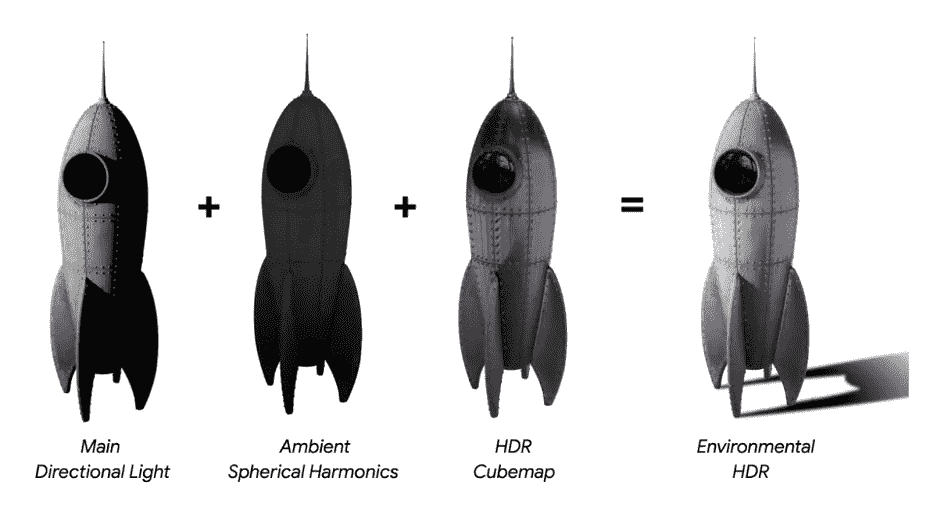 Main
Directional Light
+
Ambient
Spherical Harmonics
+
HDR
Cubemap
=
Environmental
HDR